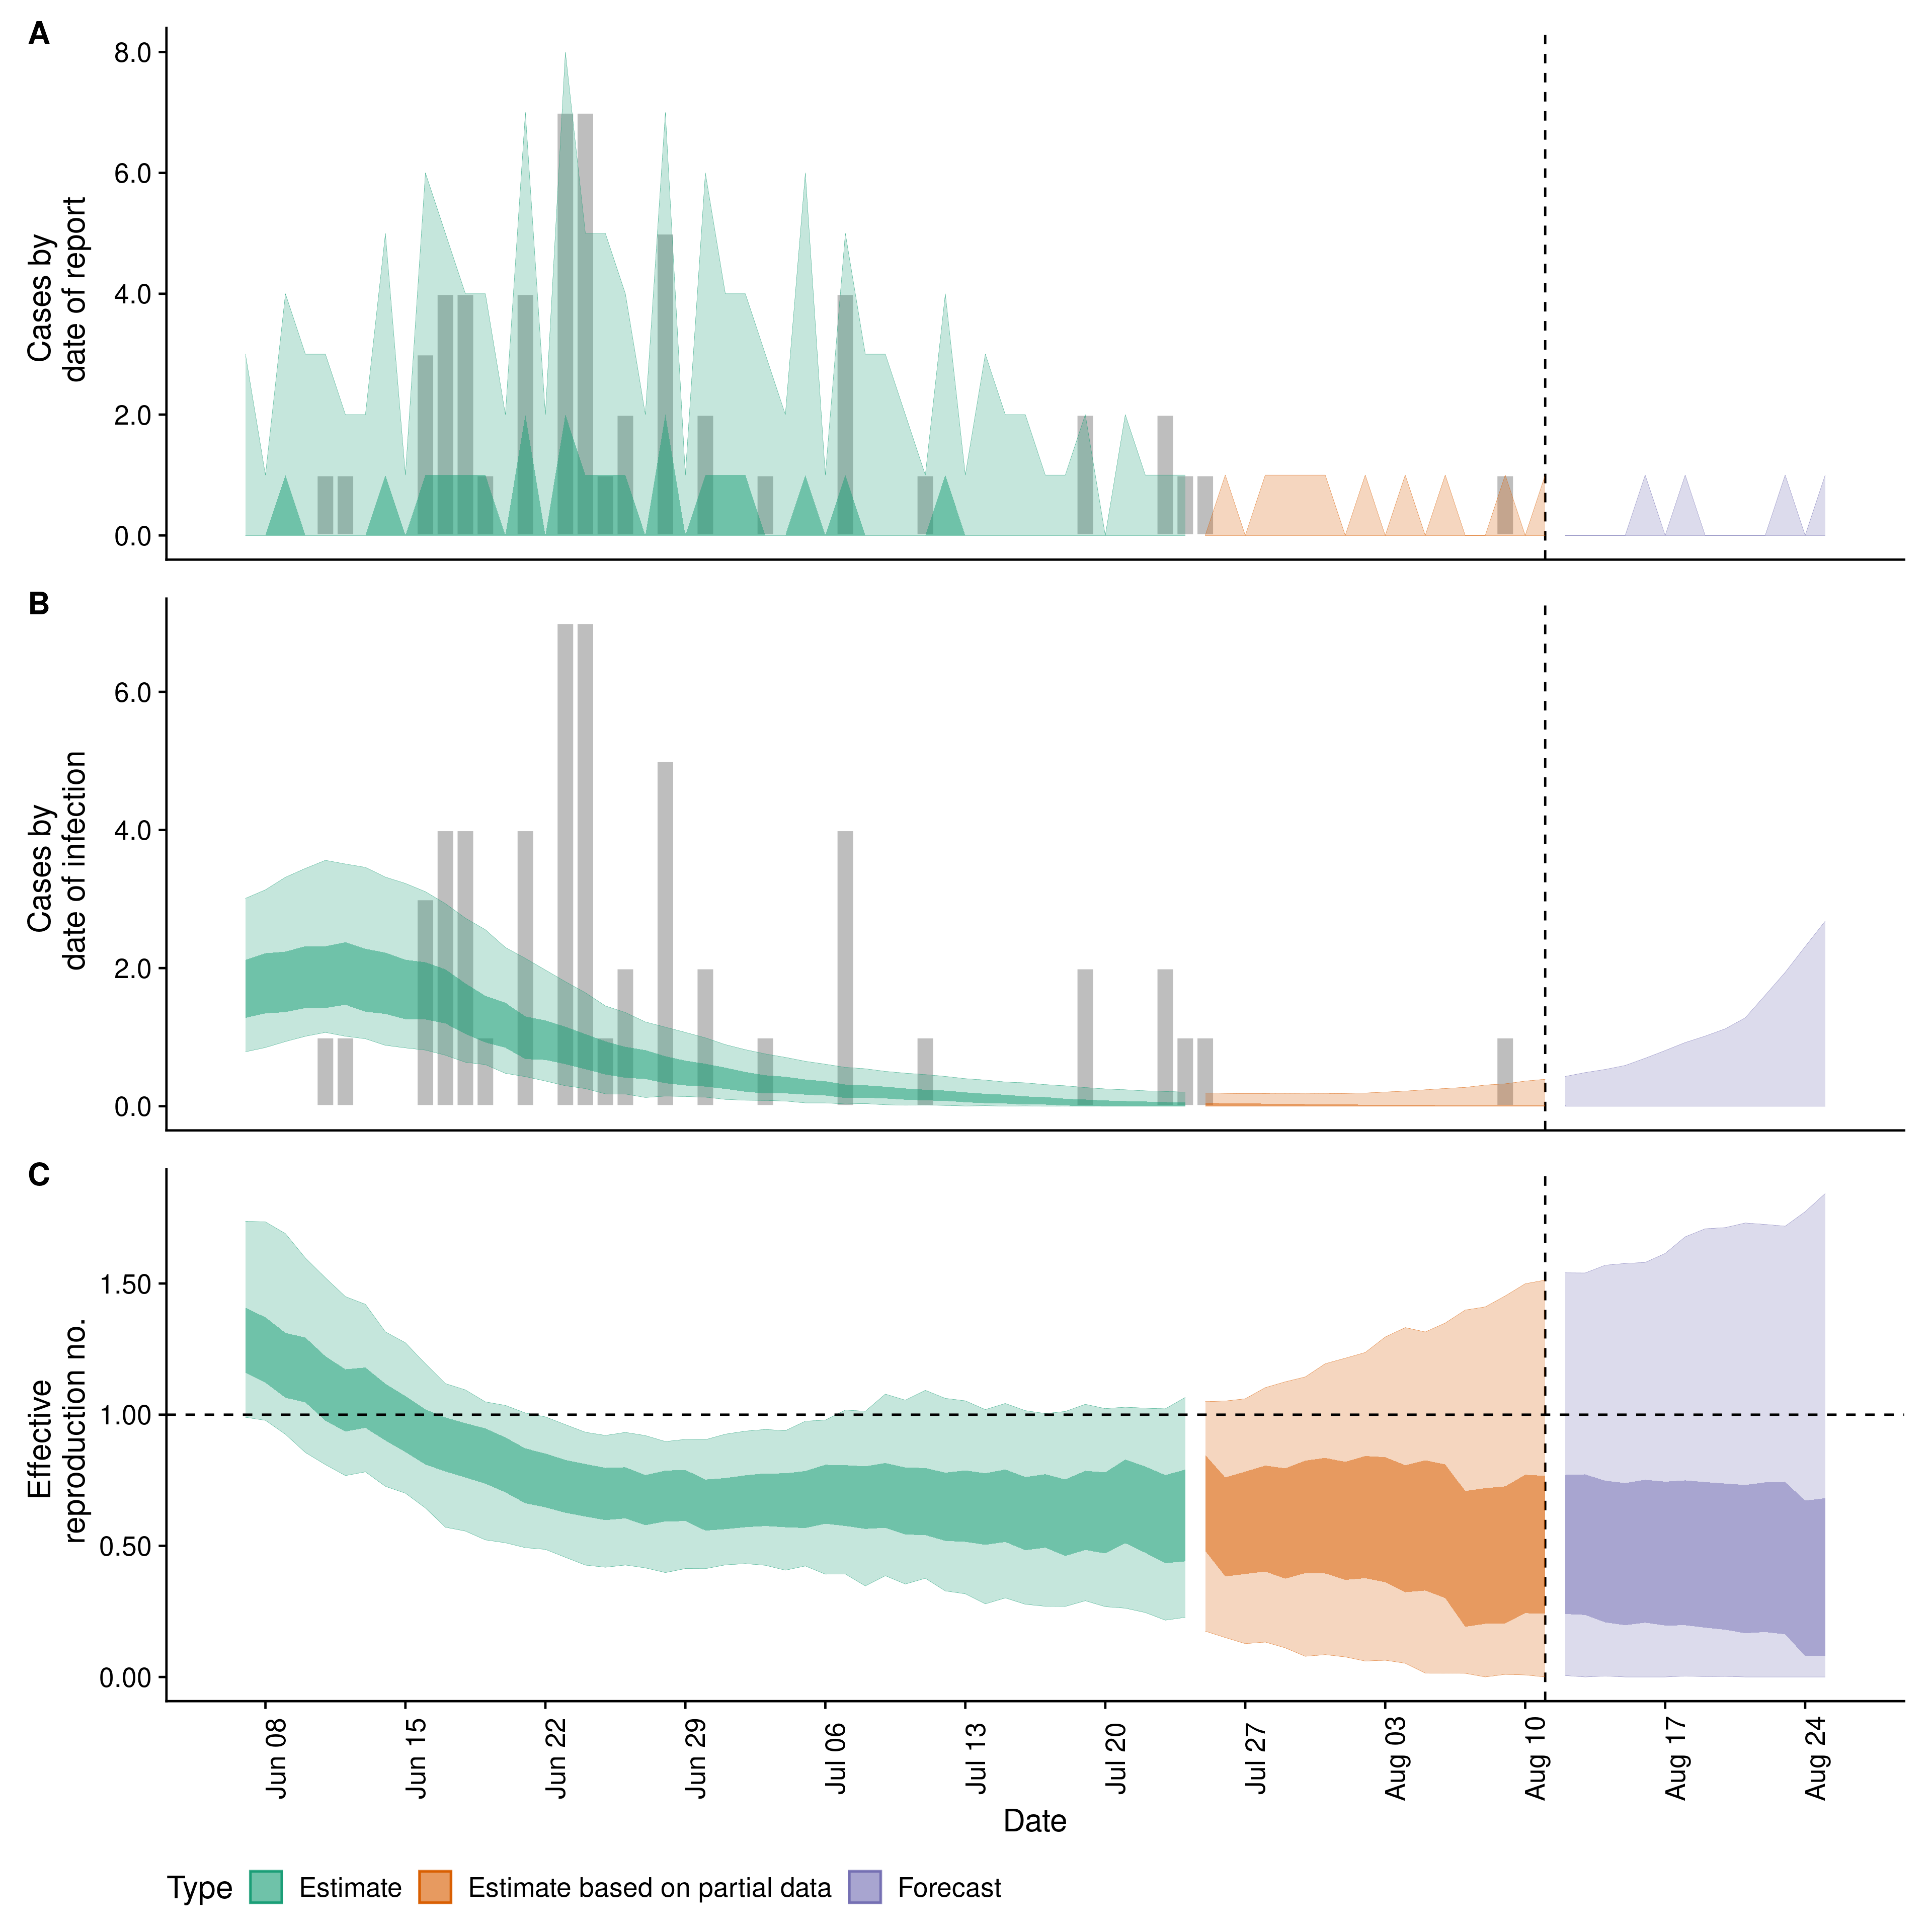 A
8.0
6.0
4.0
2.0
0.0
Cases by
date of report
B
6.0
4.0
2.0
0.0
Cases by
date of infection
C
1.50
1.00
0.50
0.00
Effective
reproduction no.
Jun 08
Jun 15
Jun 22
Jun 29
Jul 06
Jul 13
Jul 20
Jul 27
Aug 03
Aug 10
Aug 17
Aug 24
Date
Type Estimate Estimate based on partial data Forecast